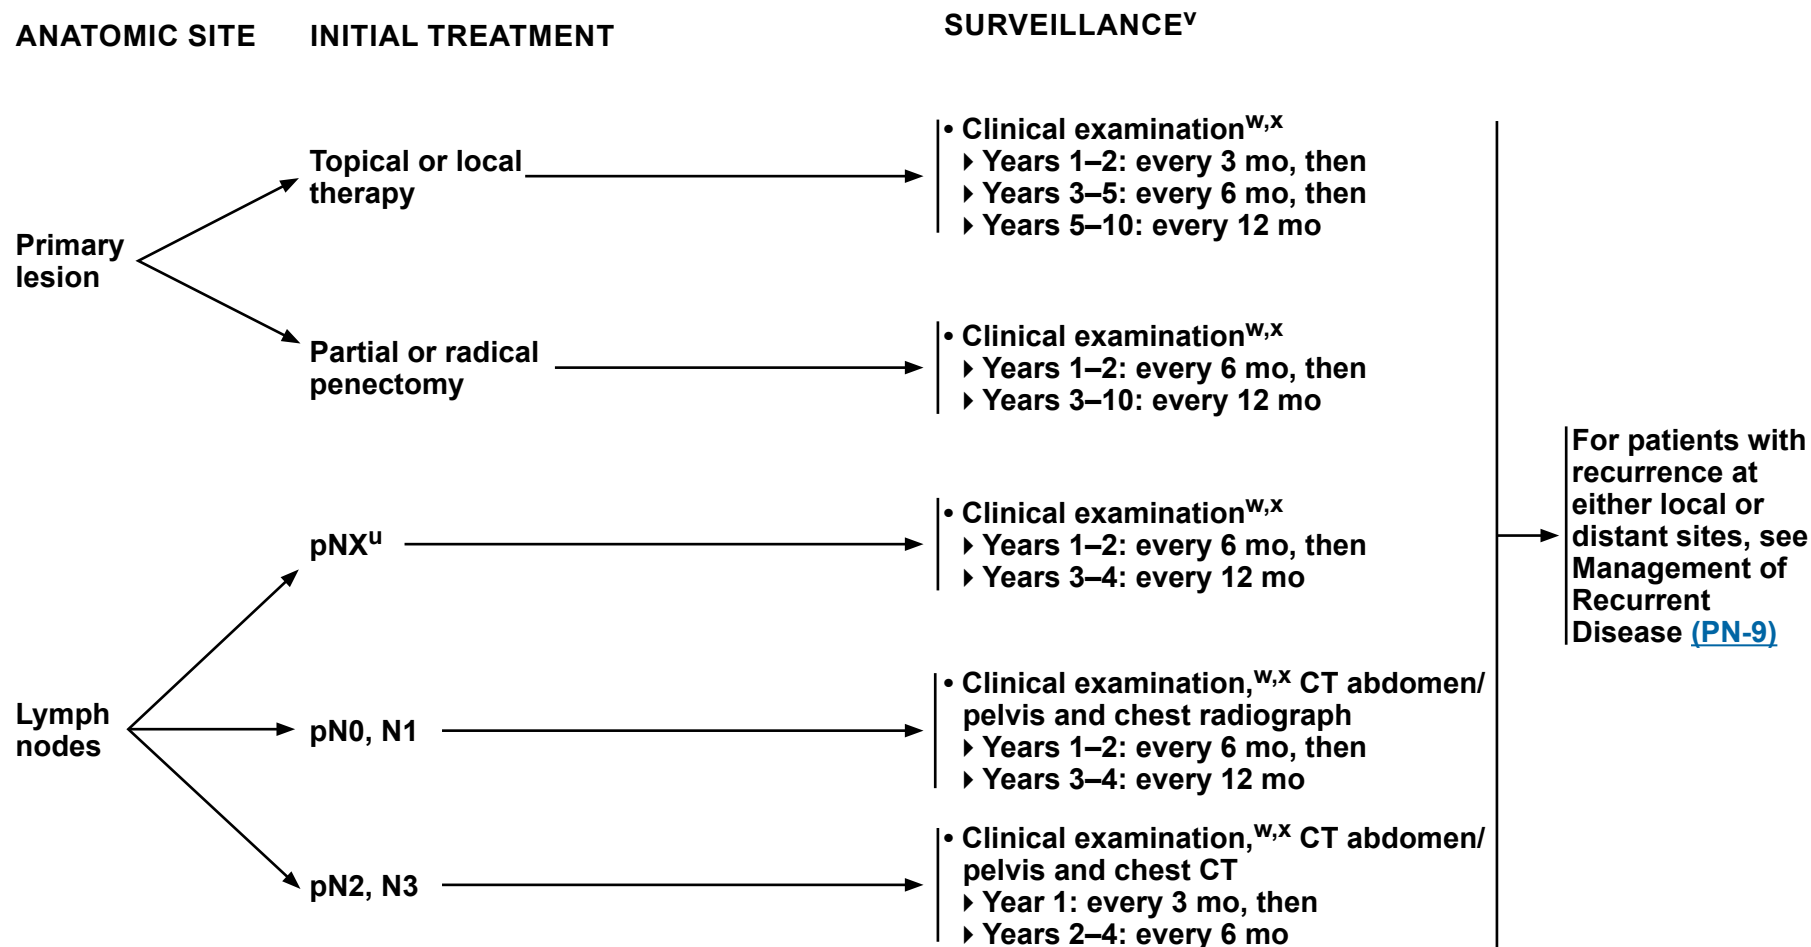 ANATOMIC SITE
INITIAL TREATMENT
SURVEILLANCEv
Primary
lesion
Topical or local
therapy
• Clinical examinationw,x
▸ Years 1–2: every 3 mo, then
▸ Years 3–5: every 6 mo, then
▸ Years 5–10: every 12 mo
Partial or radical
penectomy
• Clinical examinationw,x
▸ Years 1–2: every 6 mo, then
▸ Years 3–10: every 12 mo
Lymph
nodes
pNXu
• Clinical examinationw,x
▸ Years 1–2: every 6 mo, then
▸ Years 3–4: every 12 mo
pN0, N1
• Clinical examination,w,x CT abdomen/
pelvis and chest radiograph
▸ Years 1–2: every 6 mo, then
▸ Years 3–4: every 12 mo
pN2, N3
• Clinical examination,w,x CT abdomen/
pelvis and chest CT
▸ Year 1: every 3 mo, then
▸ Years 2–4: every 6 mo
For patients with
recurrence at
either local or
distant sites, see
Management of
Recurrent
Disease (PN-9)